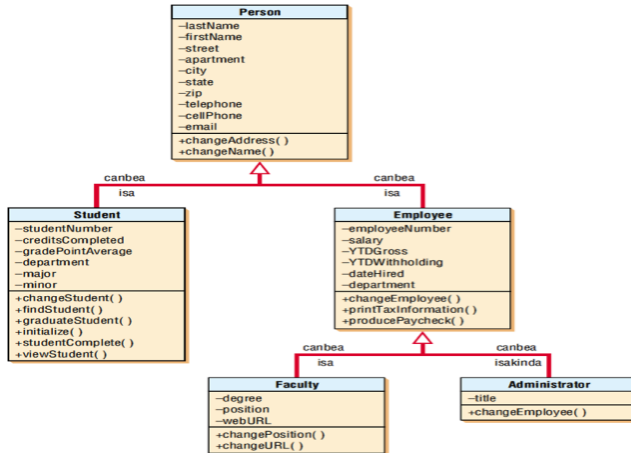 Person
–lastName
–firstName
–street
–apartment
–city
–state
–zip
–telephone
–cellPhone
–email
+changeAddress( )
+changeName( )
canbea
isa
canbea
isa
Student
–studentNumber
–creditsCompleted
–gradePointAverage
–department
–major
–minor
+changeStudent( )
+findStudent( )
+graduateStudent( )
+initialize( )
+studentComplete( )
+viewStudent( )
Employee
–employeeNumber
–salary
–YTDGross
–YTDWithholding
–dateHired
–department
+changeEmployee( )
+printTaxInformation( )
+producePaycheck( )
canbea
isa
canbea
isakinda
Faculty
–degree
–position
–webURL
+changePosition( )
+changeURL( )
Administrator
–title
+changeEmployee( )